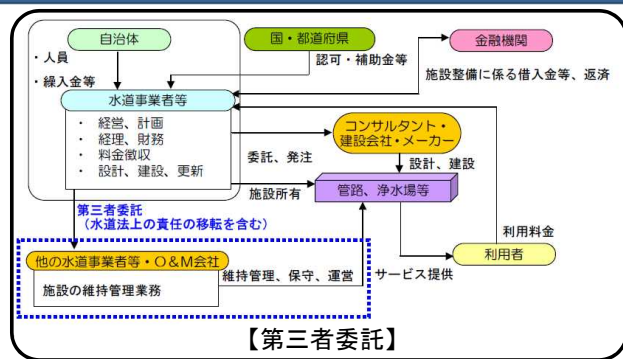 自治体
国・都道府県
金融機関
・人員
・繰入金等
認可・補助金等
施設整備に係る借入金等、返済
水道事業者等
・ 経営、計画
・ 経理、財務
・ 料金徴収
・ 設計、建設、更新
コンサルタント・
建設会社・メーカー
委託、発注
設計、建設
施設所有
管路、浄水場等
第三者委託
(水道法上の責任の移転を含む)
利用料金
他の水道事業者等・O&M会社
施設の維持管理業務
維持管理、保守、運営
サービス提供
利用者
【第三者委託】